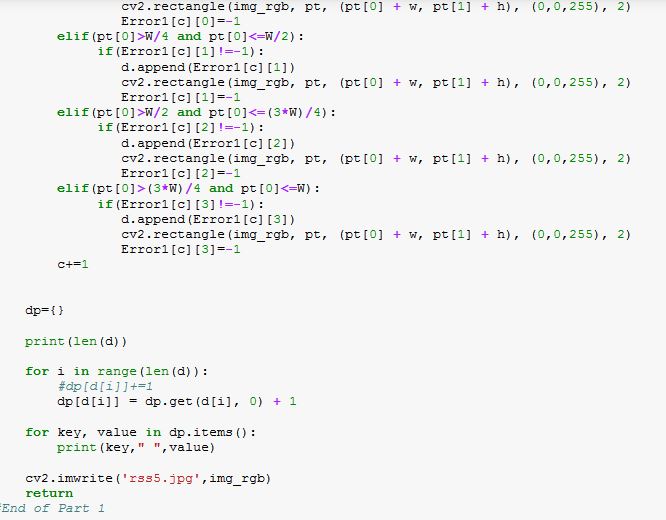 cv2.rectangle(img_rgb, pt, (pt[0] + w, pt[1] + h), (0,0,255), 2)
Error1[c][0]=-1
elif(pt[0]>W/4 and pt[0]<=W/2):
if(Error1[c][1]!=-1):
d.append(Error1[c][1])
cv2.rectangle(img_rgb, pt, (pt[0] + w, pt[1] + h), (0,0,255), 2)
Error1[c][1]=-1
elif(pt[0]>W/2 and pt[0]<=(3*W)/4):
if(Error1[c][2]!=-1):
d.append(Error1[c][2])
cv2.rectangle(img_rgb, pt, (pt[0] + w, pt[1] + h), (0,0,255), 2)
Error1[c][2]=-1
elif(pt[0]>(3*W)/4 and pt[0]<=W):
if(Error1[c][3]!=-1):
d.append(Error1[c][3])
cv2.rectangle(img_rgb, pt, (pt[0] + w, pt[1] + h), (0,0,255), 2)
Error1[c][3]=-1
c+=1
dp={}
print(len(d))
for i in range(len(d)):
#dp[d[i]]+=1
dp[d[i]] = dp.get(d[i], 0) + 1
for key, value in dp.items():
print(key," ",value)
cv2.imwrite('rss5.jpg',img_rgb)
return
#End of Part 1